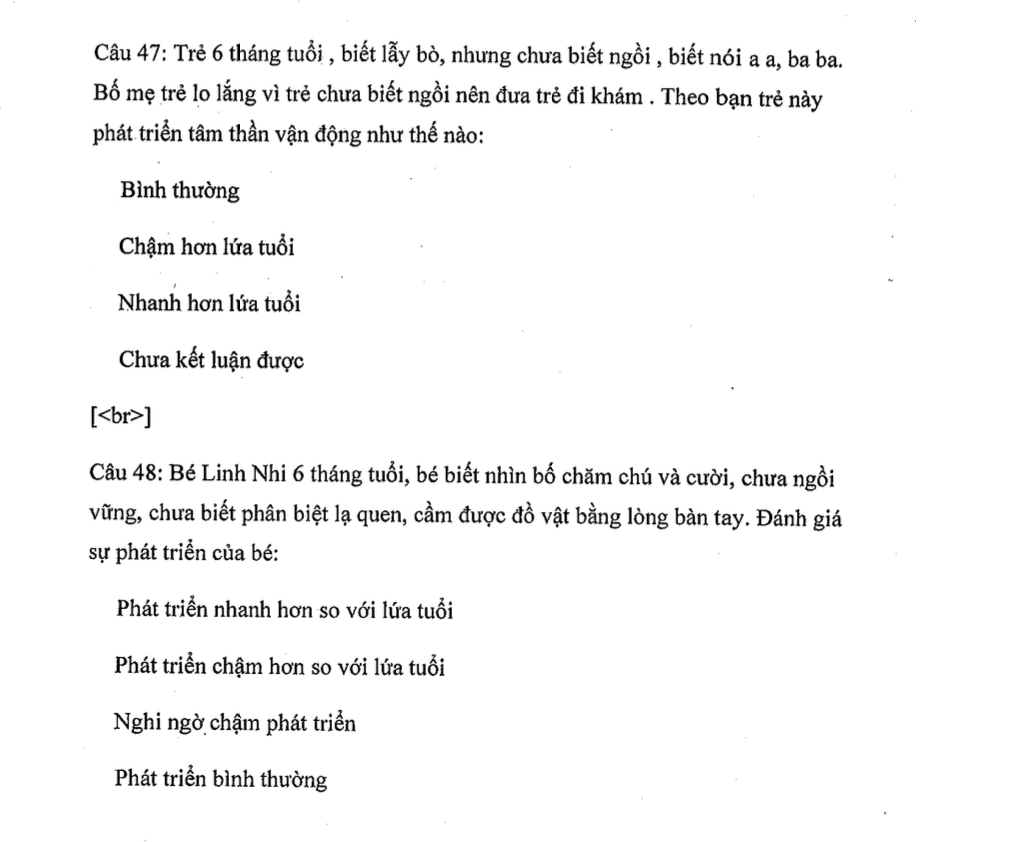 Câu 47: Trẻ 6 tháng tuổi , biết lẫy bò, nhưng chưa biết ngồi , biết nói a a, ba ba.
Bố mẹ trẻ lo lắng vì trẻ chưa biết ngồi nên đưa trẻ đi khám . Theo bạn trẻ này
phát triển tâm thần vận động như thế nào:
Bình thường
Chậm hơn lứa tuổi
Nhanh hơn lứa tuổi
Chưa kết luận được
[<br>]
Câu 48: Bé Linh Nhi 6 tháng tuổi, bé biết nhìn bố chăm chú và cười, chưa ngồi
vững, chưa biết phân biệt lạ quen, cầm được đồ vật bằng lòng bàn tay. Đánh giá
sự phát triển của bé:
Phát triển nhanh hơn so với lứa tuổi
Phát triển chậm hơn so với lứa tuổi
Nghi ngờ chậm phát triển
Phát triển bình thường